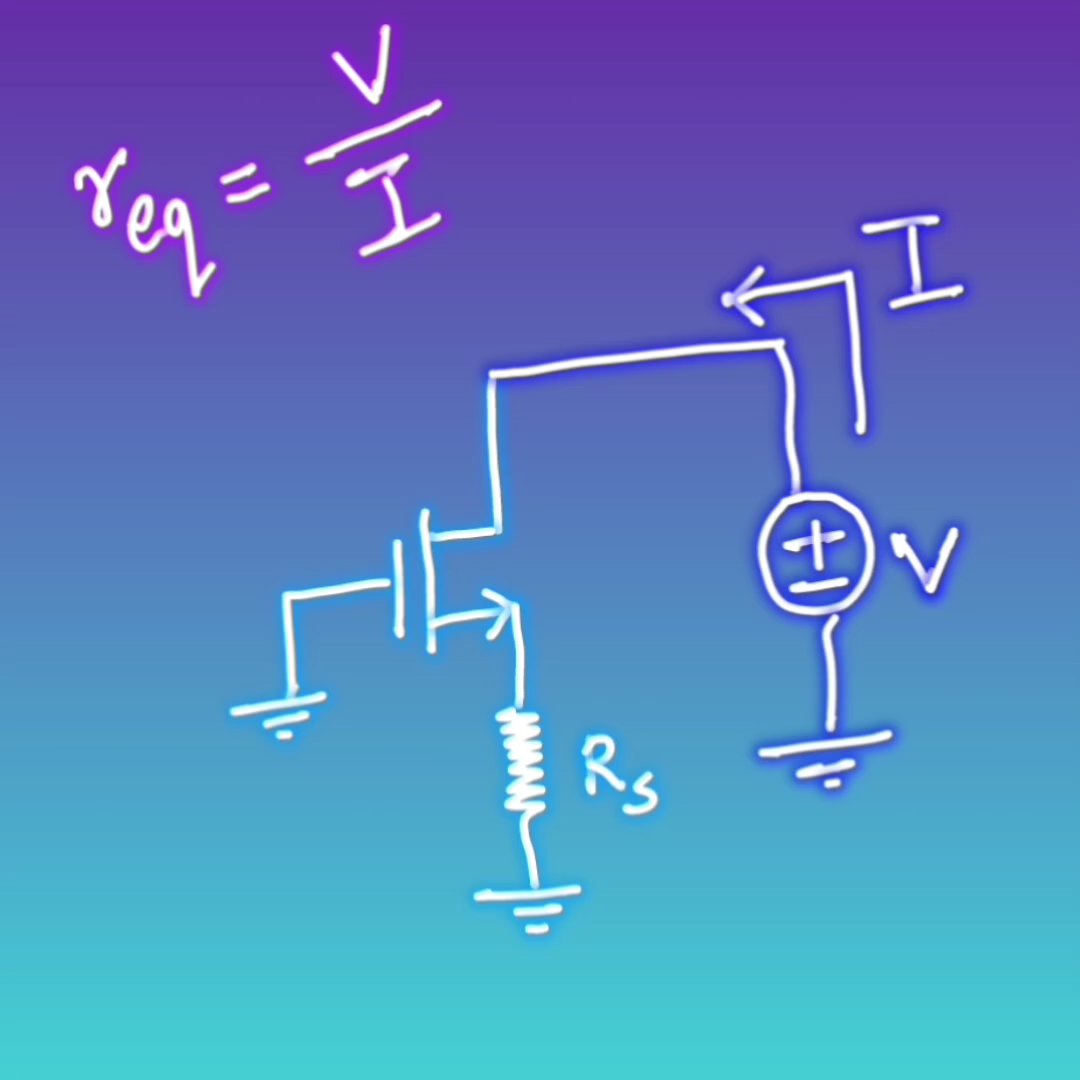 r_eq = V/I
I
+
−
V
R_s